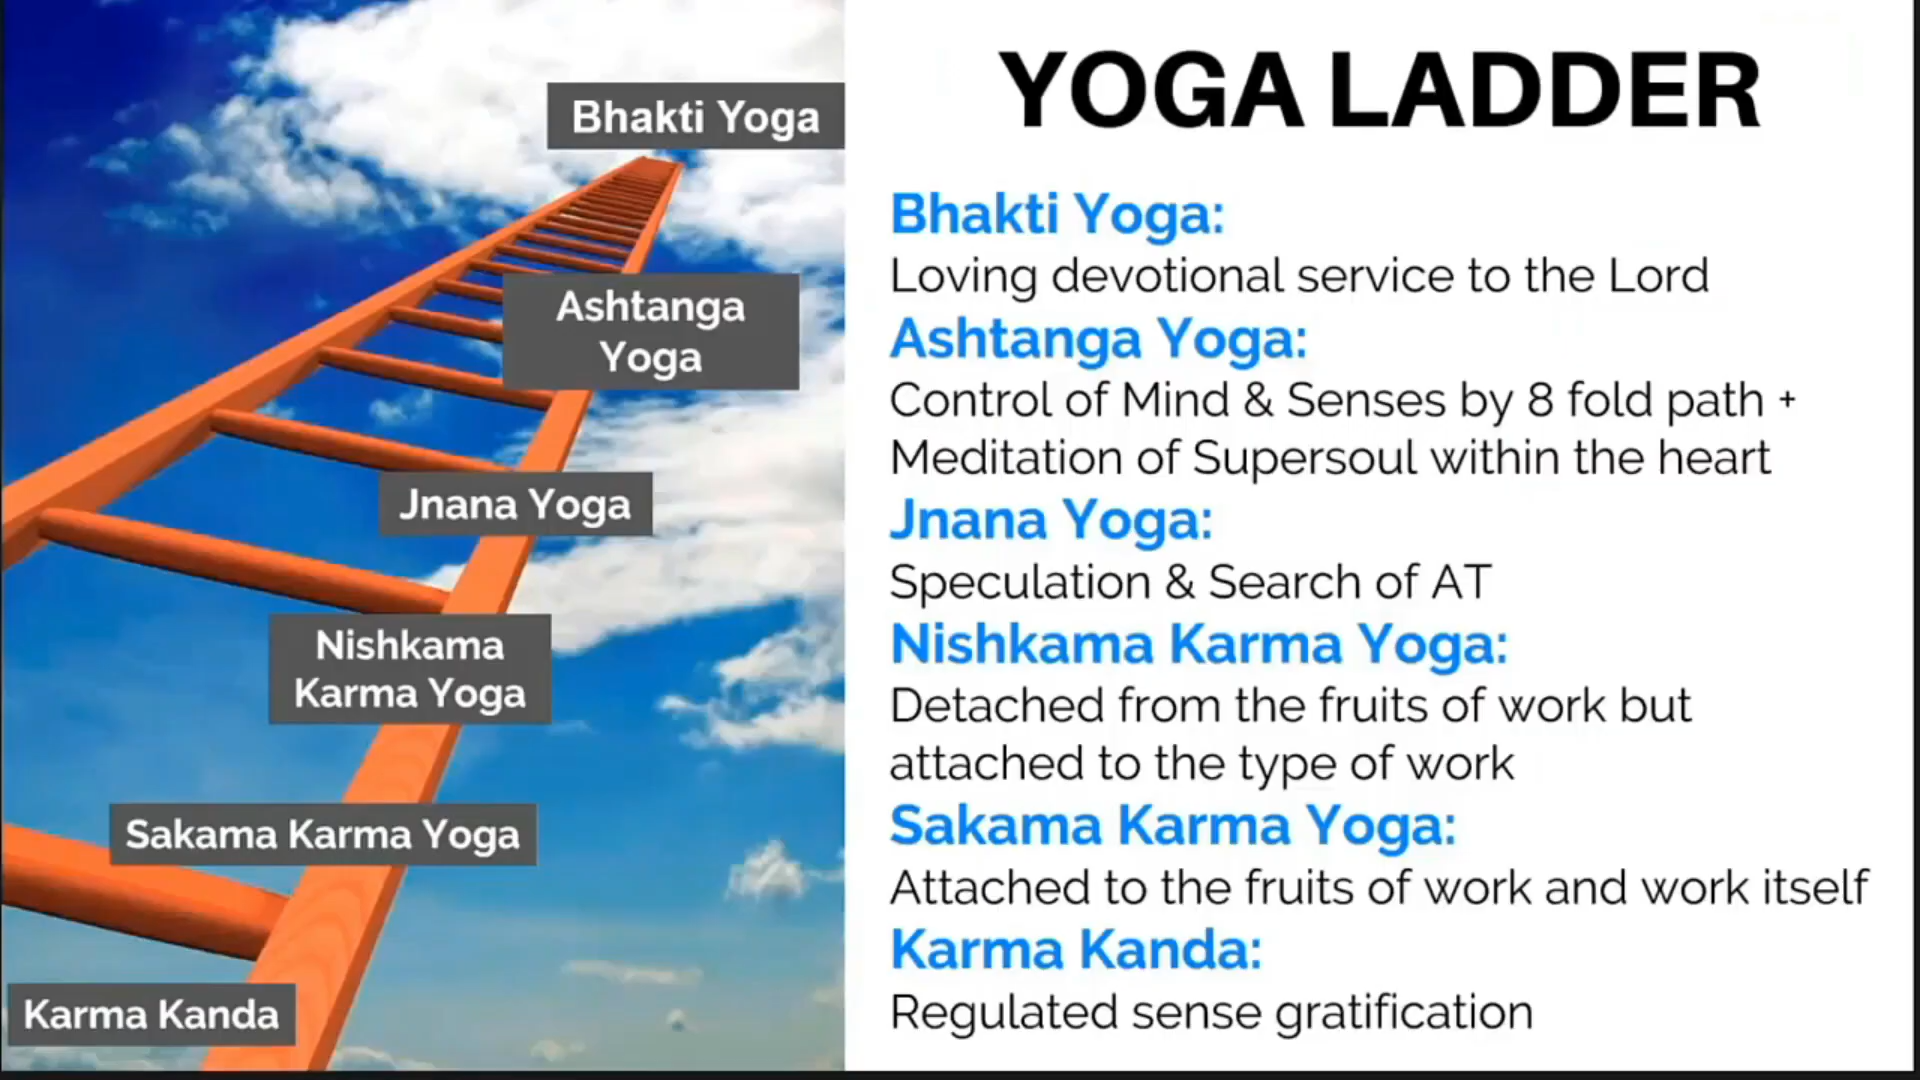 Bhakti Yoga
Ashtanga
Yoga
Jnana Yoga
Nishkama
Karma Yoga
Sakama Karma Yoga
Karma Kanda
YOGA LADDER
Bhakti Yoga:
Loving devotional service to the Lord
Ashtanga Yoga:
Control of Mind & Senses by 8 fold path +
Meditation of Supersoul within the heart
Jnana Yoga:
Speculation & Search of AT
Nishkama Karma Yoga:
Detached from the fruits of work but
attached to the type of work
Sakama Karma Yoga:
Attached to the fruits of work and work itself
Karma Kanda:
Regulated sense gratification